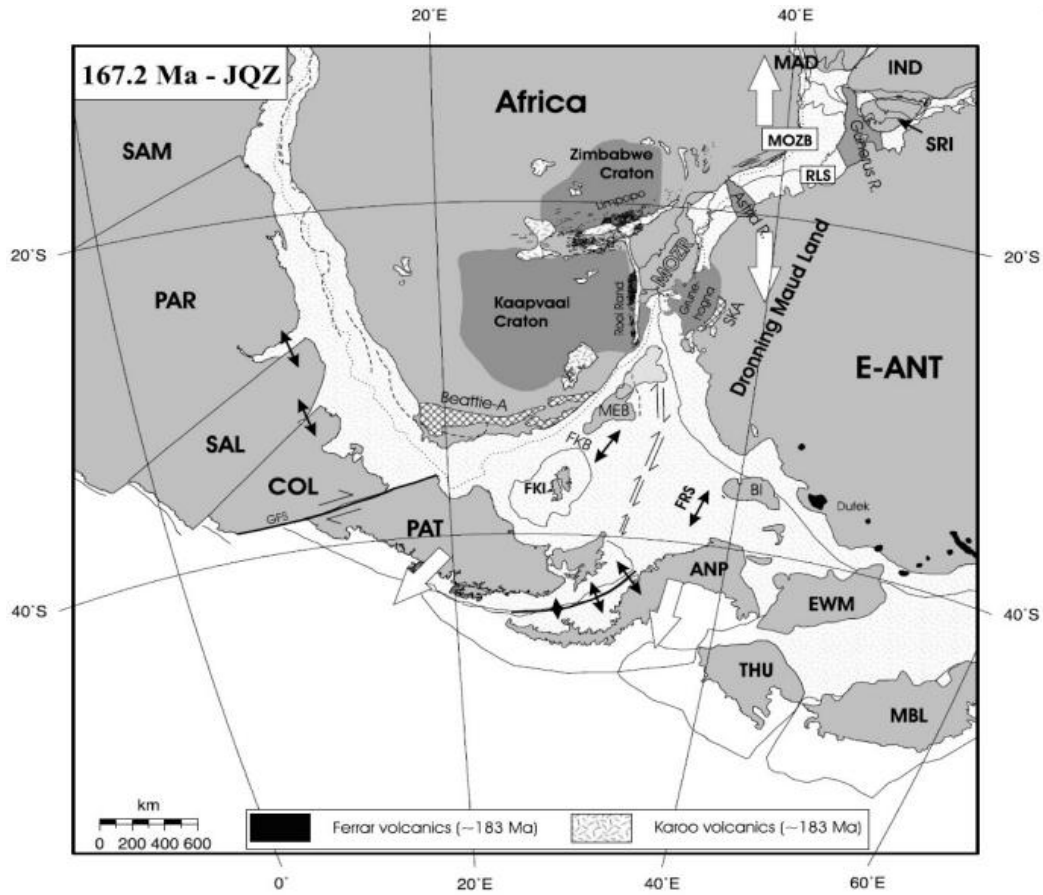 20°E
40°E
167.2 Ma - JQZ
MAD
IND
Africa
SAM
MOZB
SRI
Zimbabwe
Craton
Gunnerus R.
RLS
Limpopo
Astrid R.
20°S
20°S
MOZR
PAR
Kaapvaal
Craton
Rooi Rand
Grune-
hogna
SKA
Dronning Maud Land
E-ANT
Beattie-A
MEB
SAL
FKB
COL
FKI
FRS
BI
Dufek
GFS
PAT
ANP
EWM
40°S
40°S
THU
MBL
km
0 200 400 600
Ferrar volcanics (~183 Ma)
Karoo volcanics (~183 Ma)
0°
20°E
40°E
60°E